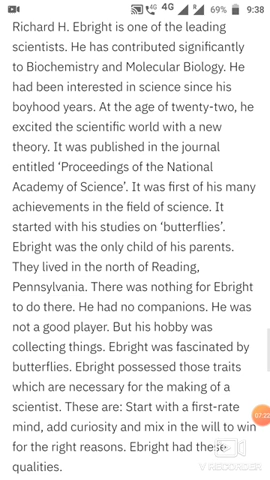 4G 4G R 69% 9:38
Richard H. Ebright is one of the leading
scientists. He has contributed significantly
to Biochemistry and Molecular Biology. He
had been interested in science since his
boyhood years. At the age of twenty-two, he
excited the scientific world with a new
theory. It was published in the journal
entitled ‘Proceedings of the National
Academy of Science’. It was first of his many
achievements in the field of science. It
started with his studies on ‘butterflies’.
Ebright was the only child of his parents.
They lived in the north of Reading,
Pennsylvania. There was nothing for Ebright
to do there. He had no companions. He was
not a good player. But his hobby was
collecting things. Ebright was fascinated by
butterflies. Ebright possessed those traits
which are necessary for the making of a
scientist. These are: Start with a first-rate
07:22
mind, add curiosity and mix in the will to win
for the right reasons. Ebright had these
qualities.
V RECORDER